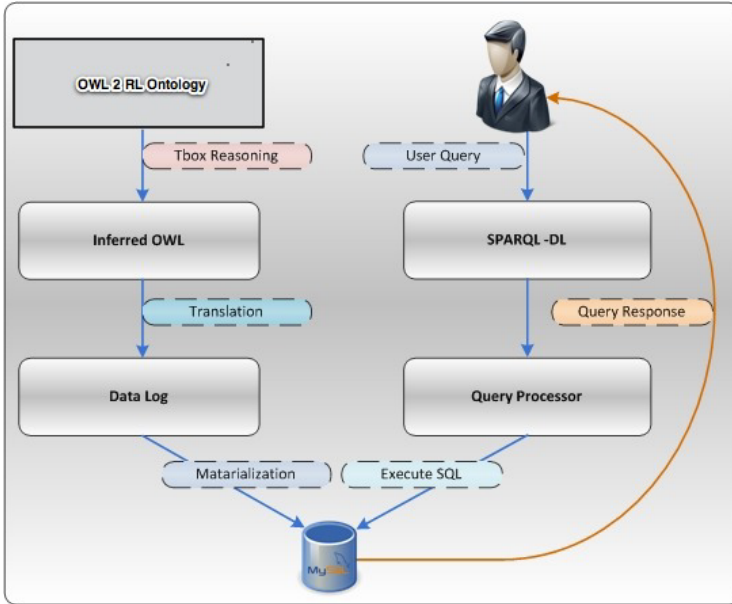 OWL 2 RL Ontology
Tbox Reasoning
User Query
Inferred OWL
SPARQL -DL
Translation
Query Response
Data Log
Query Processor
Matarialization
Execute SQL
MySQL